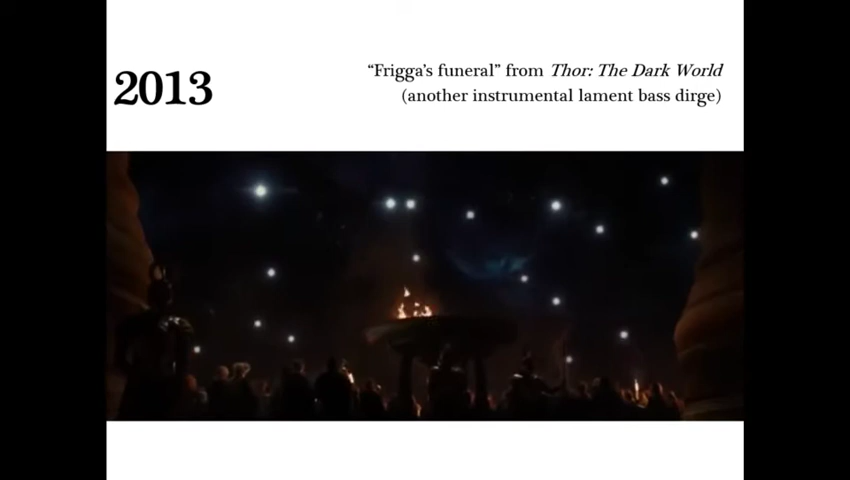 2013
“Frigga’s funeral” from Thor: The Dark World
(another instrumental lament bass dirge)